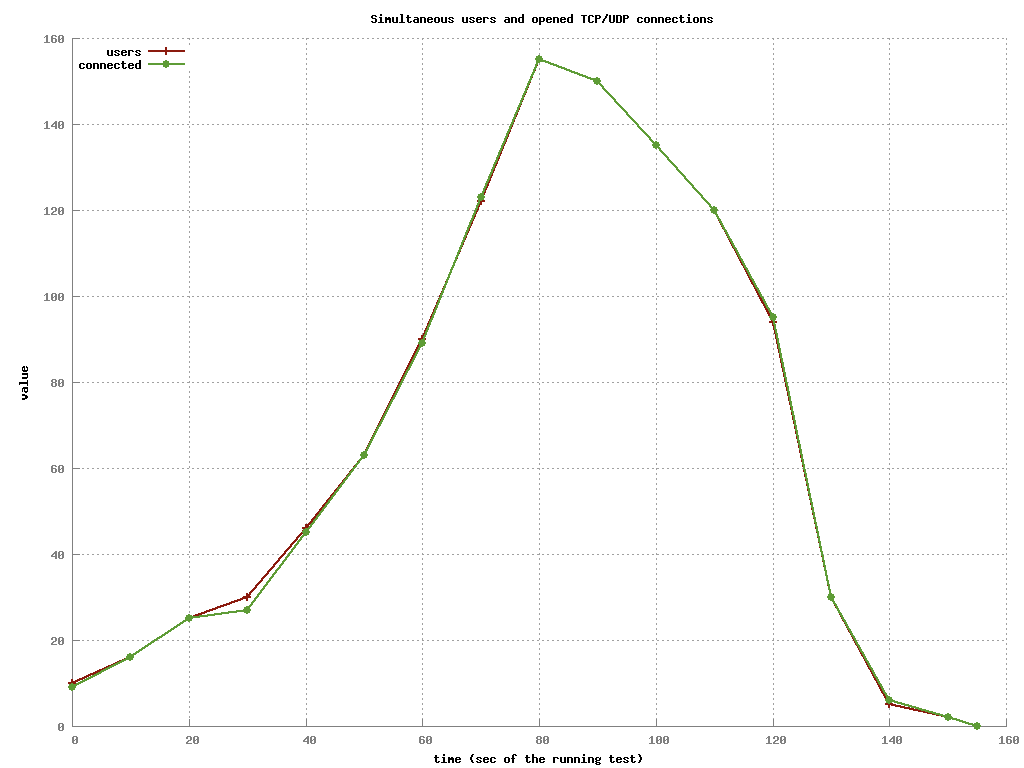 Simultaneous users and opened TCP/UDP connections
users
connected
160
140
120
100
80
60
40
20
0
value
0 20 40 60 80 100 120 140 160
time (sec of the running test)